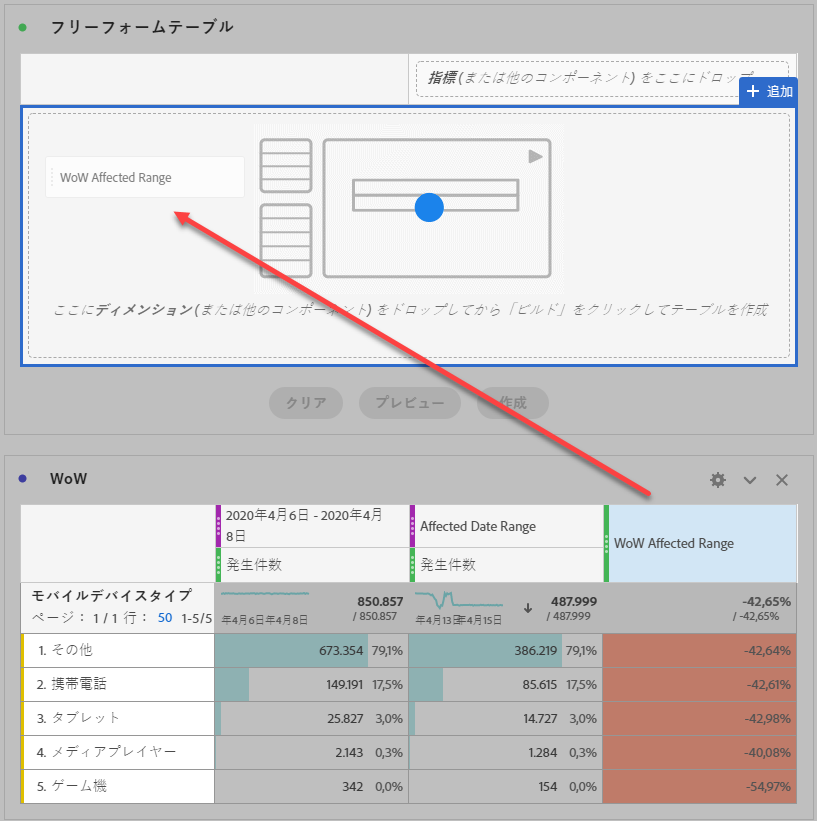 フリーフォームテーブル
指標 (または他のコンポーネント) をここにドロップ
追加
WoW Affected Range
ここにディメンション (または他のコンポーネント) をドロップしてから「ビルド」をクリックしてテーブルを作成
クリア プレビュー 作成
WoW
2020年4月6日 - 2020年4月
8日
Affected Date Range
WoW Affected Range
発生件数 発生件数
モバイルデバイスタイプ
ページ： 1 / 1 行： 50 1-5/5
年4月6日年4月8日
850.857
/ 850.857
年4月13日年4月15日
487.999
/ 487.999
-42,65%
/ -42,65%
1. その他 673.354 79,1% 386.219 79,1% -42,64%
2. 携帯電話 149.191 17,5% 85.615 17,5% -42,61%
3. タブレット 25.827 3,0% 14.727 3,0% -42,98%
4. メディアプレイヤー 2.143 0,3% 1.284 0,3% -40,08%
5. ゲーム機 342 0,0% 154 0,0% -54,97%